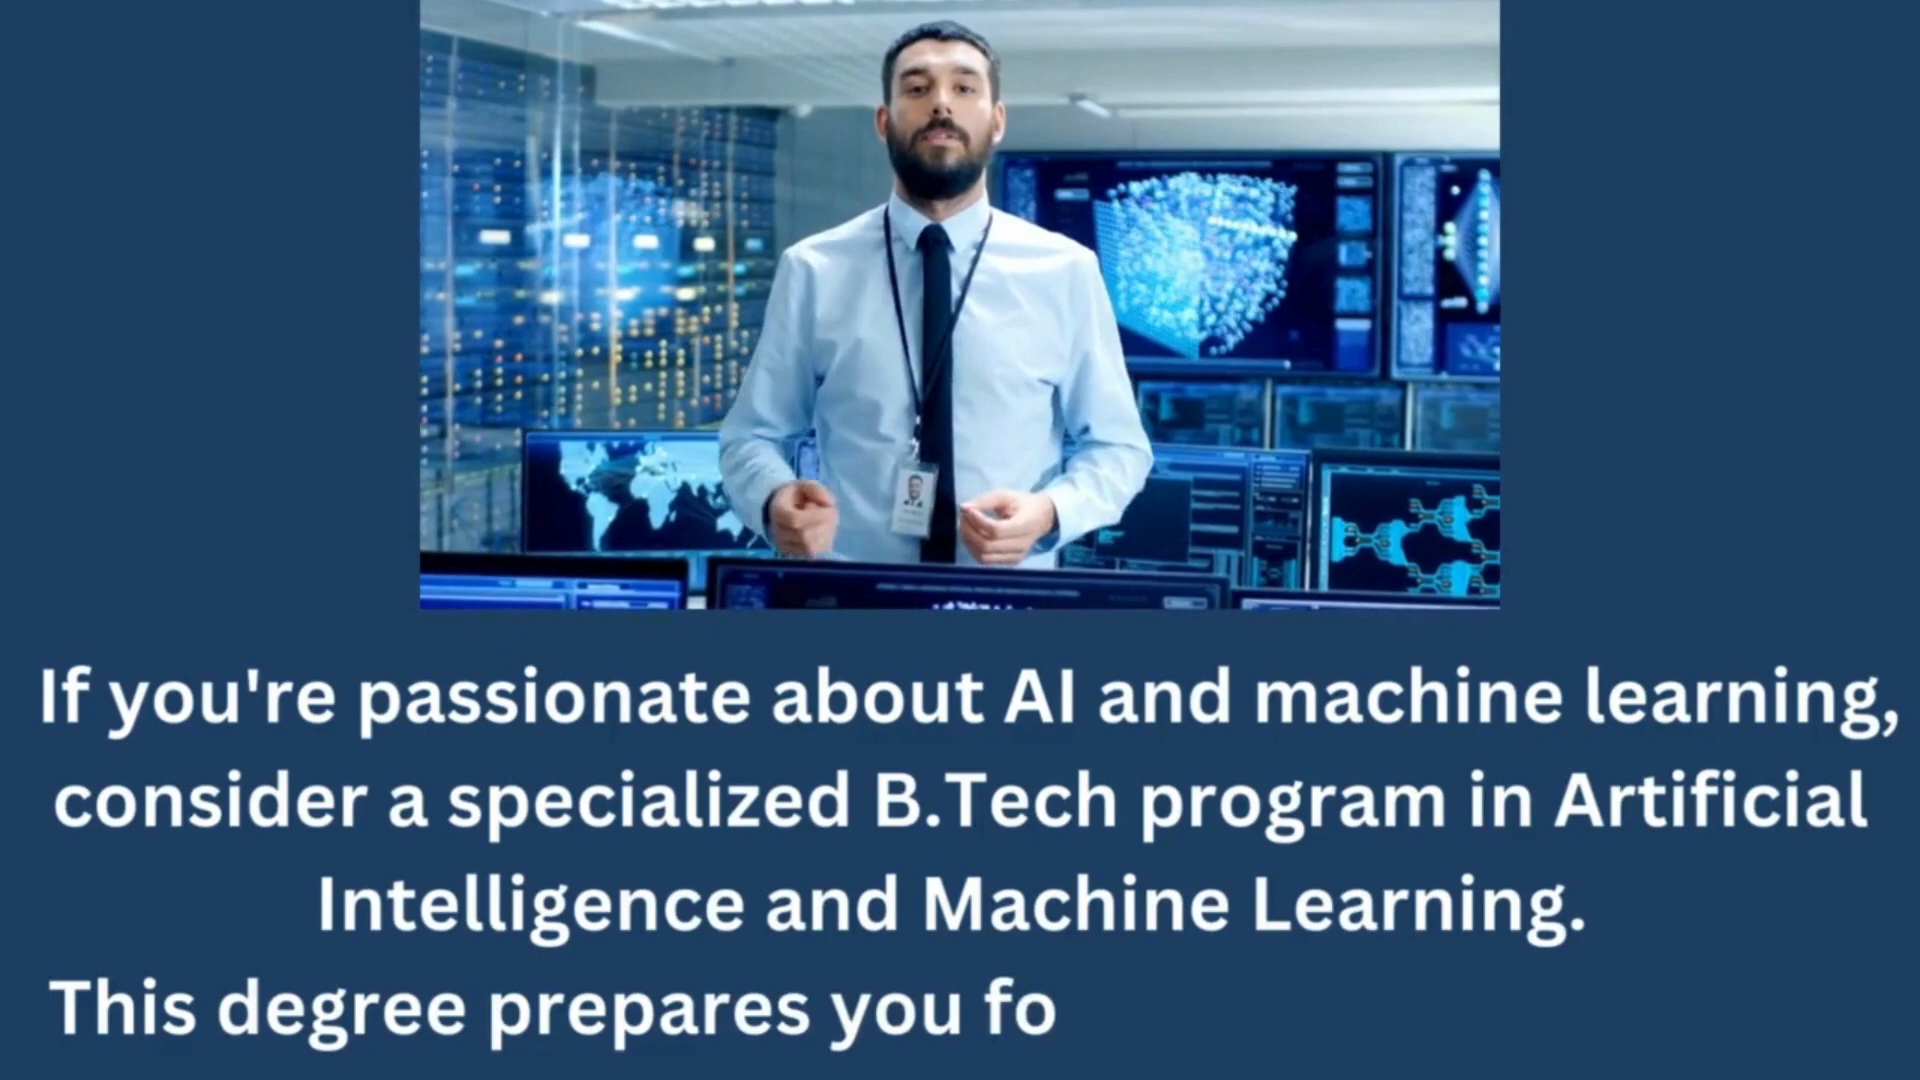 If you're passionate about AI and machine learning,
consider a specialized B.Tech program in Artificial
Intelligence and Machine Learning.
This degree prepares you fo